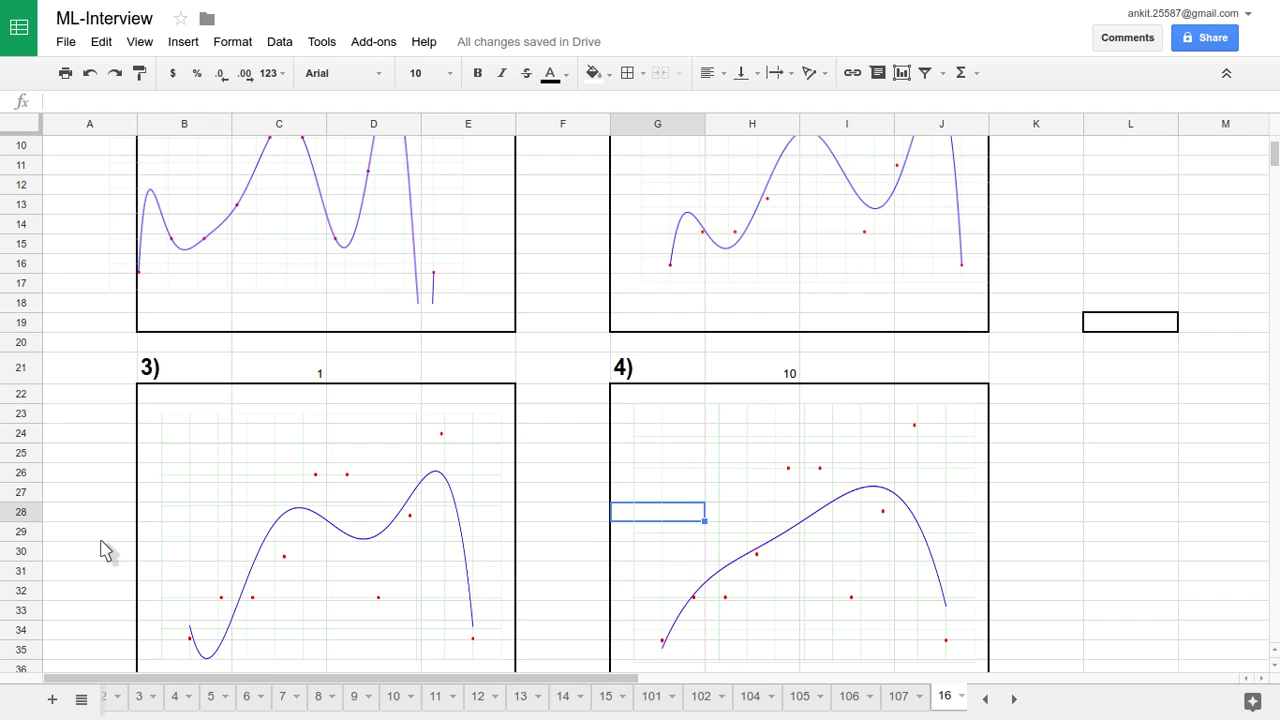 ML-Interview
ankit.25587@gmail.com
File Edit View Insert Format Data Tools Add-ons Help All changes saved in Drive
Comments Share
$ % .0 .00 123 Arial 10 B I S A Σ
fx
A B C D E F G H I J K L M
10
11
12
13
14
15
16
17
18
19
20
21 3) 1 4) 10
22
23
24
25
26
27
28
29
30
31
32
33
34
35
36
2 3 4 5 6 7 8 9 10 11 12 13 14 15 101 102 104 105 106 107 16